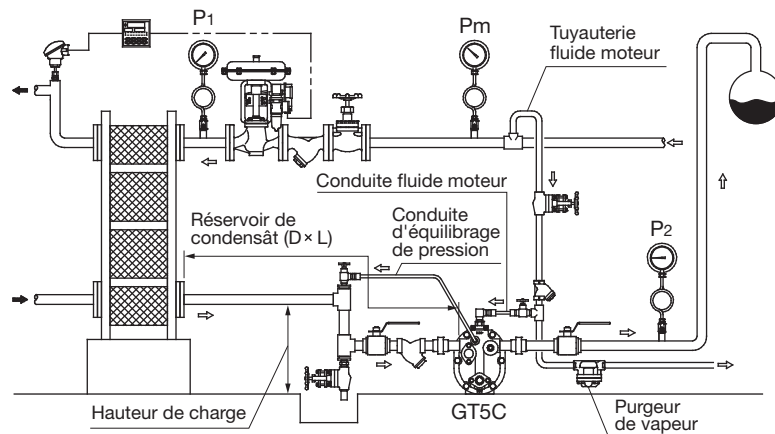 P1
Pm
Tuyauterie
fluide moteur
Conduite fluide moteur
Réservoir de
condensât (D × L)
Conduite
d'équilibrage
de pression
P2
Hauteur de charge
GT5C
Purgeur
de vapeur